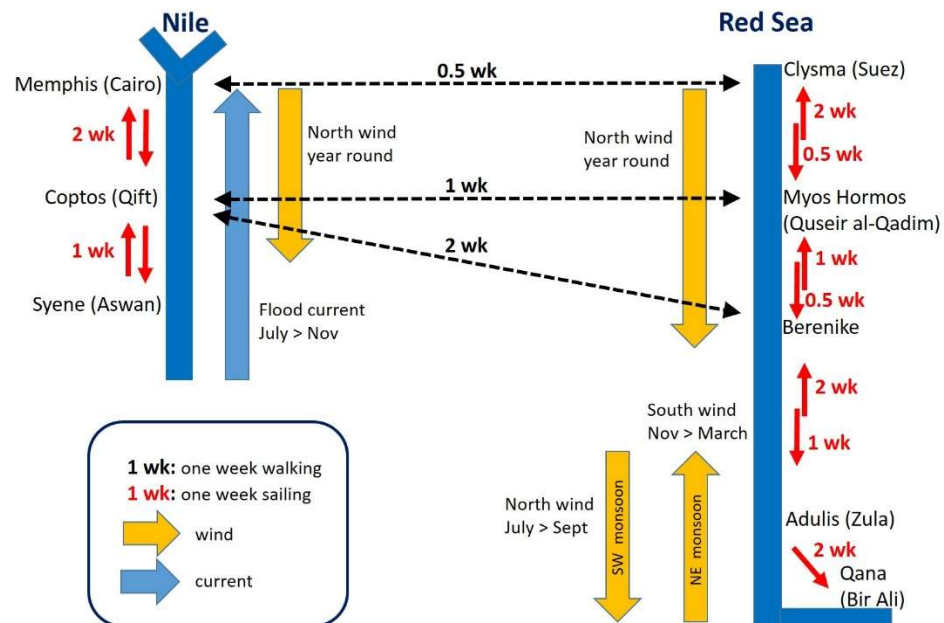 Nile
Red Sea
Memphis (Cairo)
0.5 wk
Clysma (Suez)
2 wk
North wind
year round
North wind
year round
2 wk
0.5 wk
Coptos (Qift)
1 wk
Myos Hormos
(Quseir al-Qadim)
1 wk
2 wk
1 wk
0.5 wk
Syene (Aswan)
Flood current
July > Nov
Berenike
2 wk
South wind
Nov > March
1 wk
1 wk: one week walking
1 wk: one week sailing
wind
current
North wind
July > Sept
SW monsoon
NE monsoon
Adulis (Zula)
2 wk
Qana
(Bir Ali)